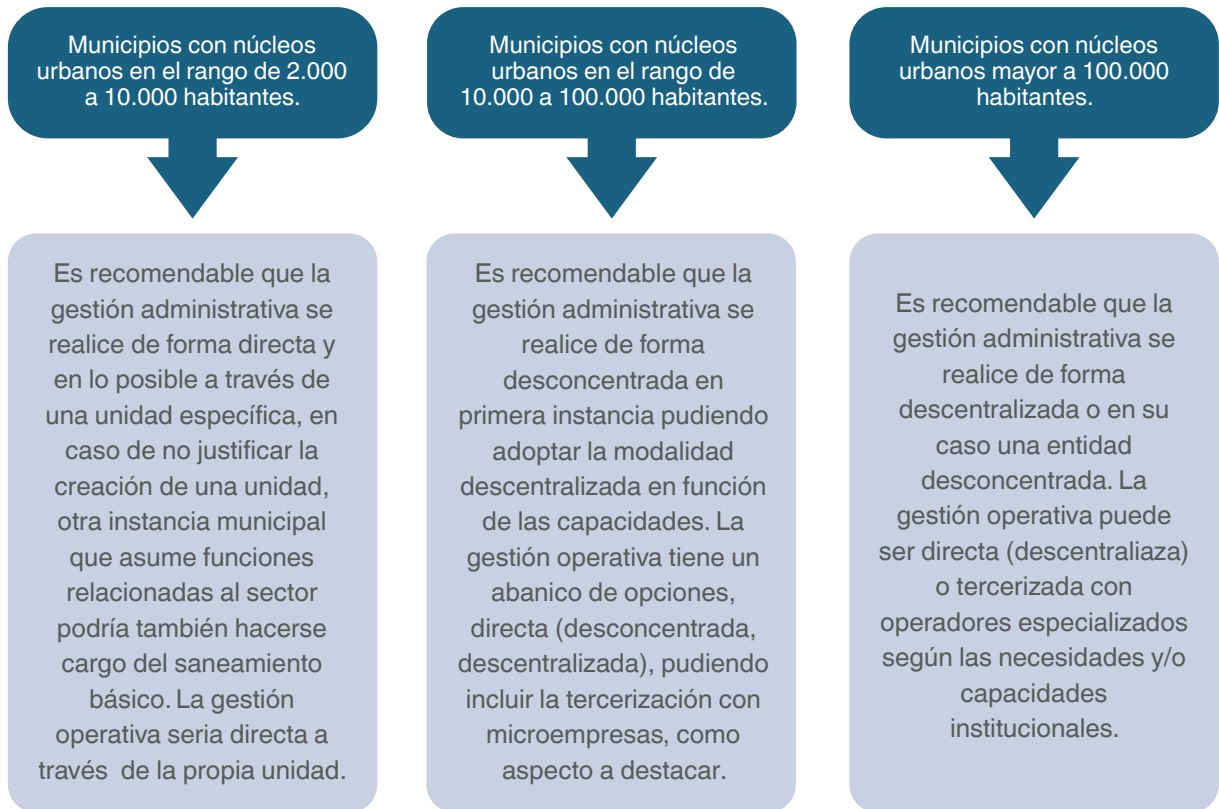 Municipios con núcleos
urbanos en el rango de 2.000
a 10.000 habitantes.
Es recomendable que la
gestión administrativa se
realice de forma directa y
en lo posible a través de
una unidad específica, en
caso de no justificar la
creación de una unidad,
otra instancia municipal
que asume funciones
relacionadas al sector
podría también hacerse
cargo del saneamiento
básico. La gestión
operativa seria directa a
través de la propia unidad.
Municipios con núcleos
urbanos en el rango de
10.000 a 100.000 habitantes.
Es recomendable que la
gestión administrativa se
realice de forma
desconcentrada en
primera instancia pudiendo
adoptar la modalidad
descentralizada en función
de las capacidades. La
gestión operativa tiene un
abanico de opciones,
directa (desconcentrada,
descentralizada), pudiendo
incluir la tercerización con
microempresas, como
aspecto a destacar.
Municipios con núcleos
urbanos mayor a 100.000
habitantes.
Es recomendable que la
gestión administrativa se
realice de forma
descentralizada o en su
caso una entidad
desconcentrada. La
gestión operativa puede
ser directa (descentraliaza)
o tercerizada con
operadores especializados
según las necesidades y/o
capacidades
institucionales.